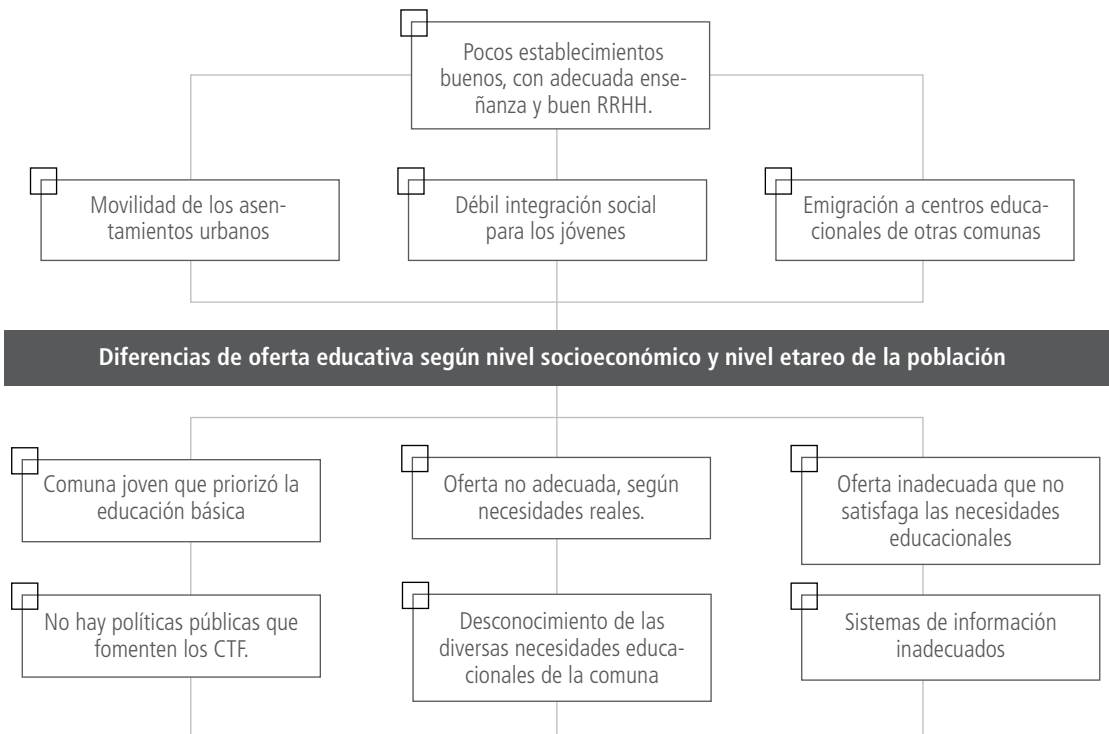 Pocos establecimientos
buenos, con adecuada ense-
ñanza y buen RRHH.
Movilidad de los asen-
tamientos urbanos
Débil integración social
para los jóvenes
Emigración a centros educa-
cionales de otras comunas
Diferencias de oferta educativa según nivel socioeconómico y nivel etareo de la población
Comuna joven que priorizó la
educación básica
Oferta no adecuada, según
necesidades reales.
Oferta inadecuada que no
satisfaga las necesidades
educacionales
No hay políticas públicas que
fomenten los CTF.
Desconocimiento de las
diversas necesidades educa-
cionales de la comuna
Sistemas de información
inadecuados